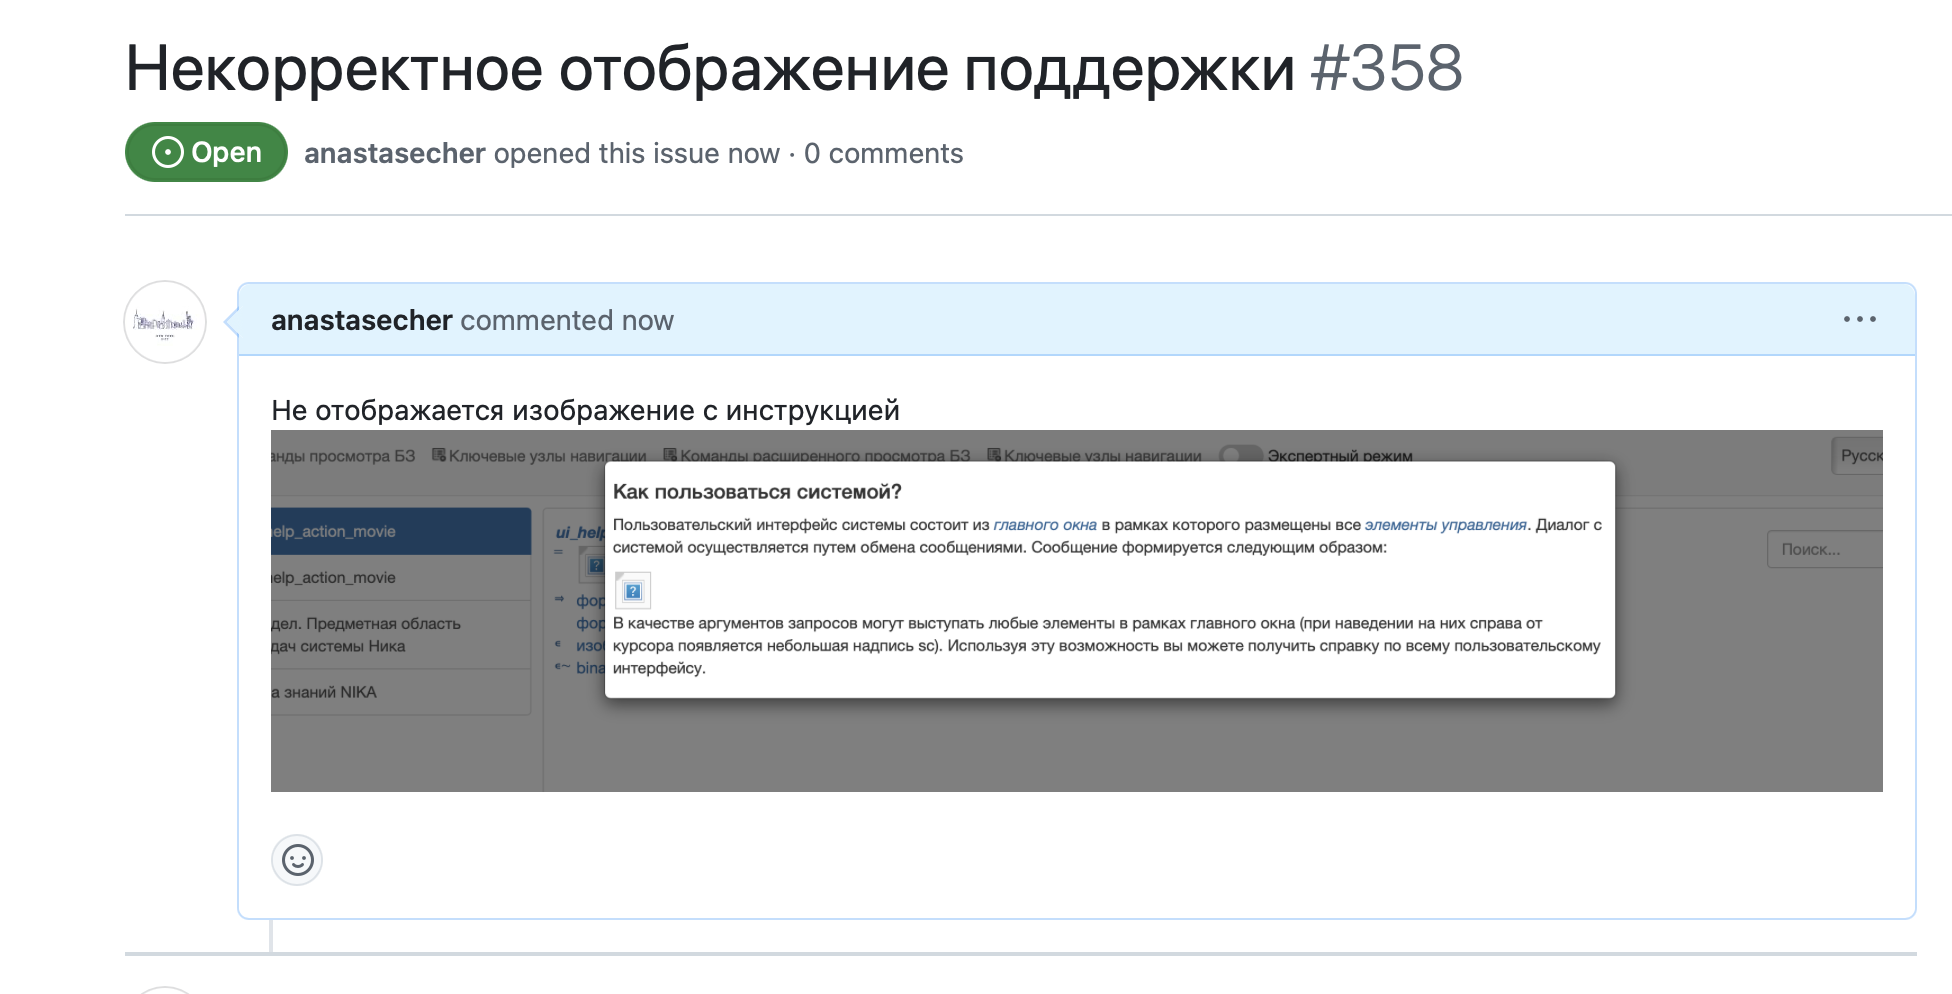 Некорректное отображение поддержки #358
Open
anastasecher opened this issue now · 0 comments
anastasecher commented now
Не отображается изображение с инструкцией
просмотра БЗ Ключевые узлы навигации Команды расширенного просмотра БЗ Ключевые узлы навигации Экспертный режим
Русск
Как пользоваться системой?
Пользовательский интерфейс системы состоит из главного окна в рамках которого размещены все элементы управления. Диалог с
системой осуществляется путем обмена сообщениями. Сообщение формируется следующим образом:
В качестве аргументов запросов могут выступать любые элементы в рамках главного окна (при наведении на них справа от
курсора появляется небольшая надпись sc). Используя эту возможность вы можете получить справку по всему пользовательскому
интерфейсу.
elp_action_movie
elp_action_movie
дел. Предметная область
дач системы Ника
а знаний NIKA
ui_help
фор
фор
изоб
bina
Поиск...